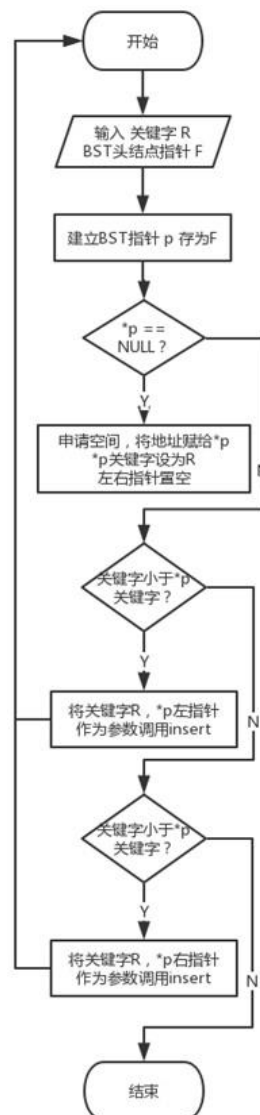 开始
输入 关键字 R
BST头结点指针 F
建立BST指针 p 存为F
*p ==
NULL？
Y
申请空间，将地址赋给*p
*p关键字设为R
左右指针置空
N
关键字小于*p
关键字？
Y
将关键字R，*p左指针
作为参数调用insert
N
关键字小于*p
关键字？
Y
将关键字R，*p右指针
作为参数调用insert
N
结束